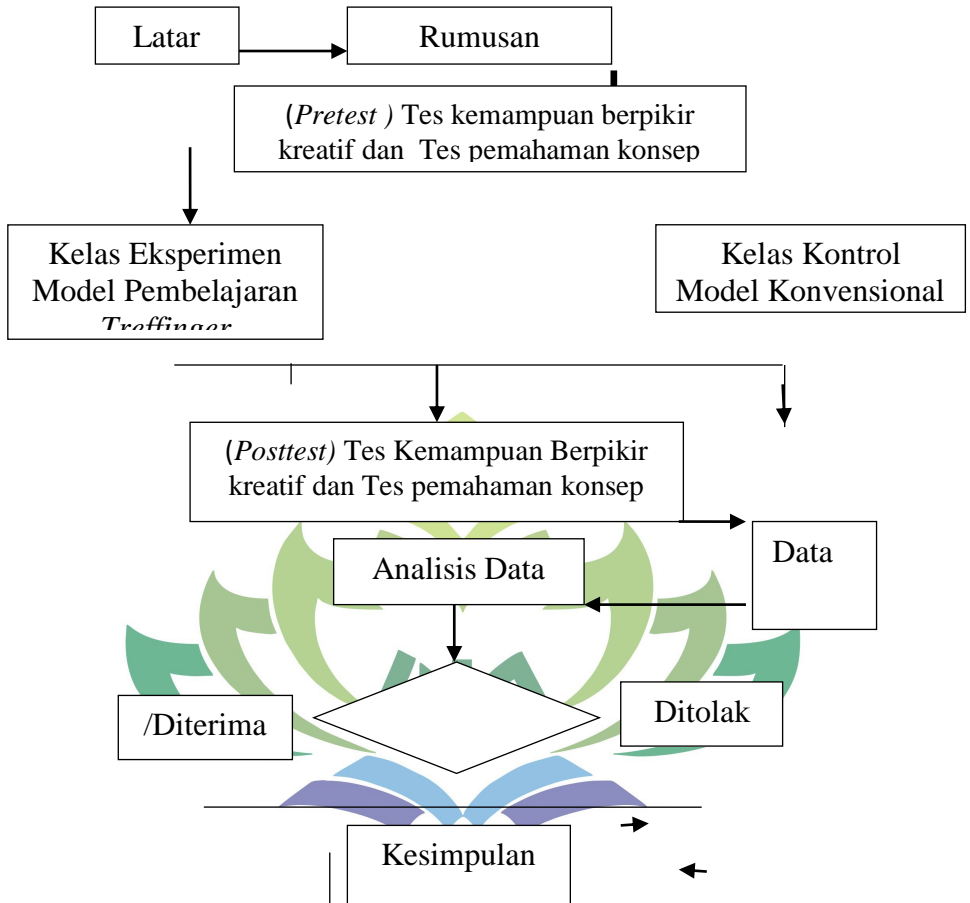 Latar
Rumusan
(Pretest ) Tes kemampuan berpikir
kreatif dan Tes pemahaman konsep
Kelas Eksperimen
Model Pembelajaran
Treffinger
Kelas Kontrol
Model Konvensional
(Posttest) Tes Kemampuan Berpikir
kreatif dan Tes pemahaman konsep
Data
Analisis Data
/Diterima
Ditolak
Kesimpulan